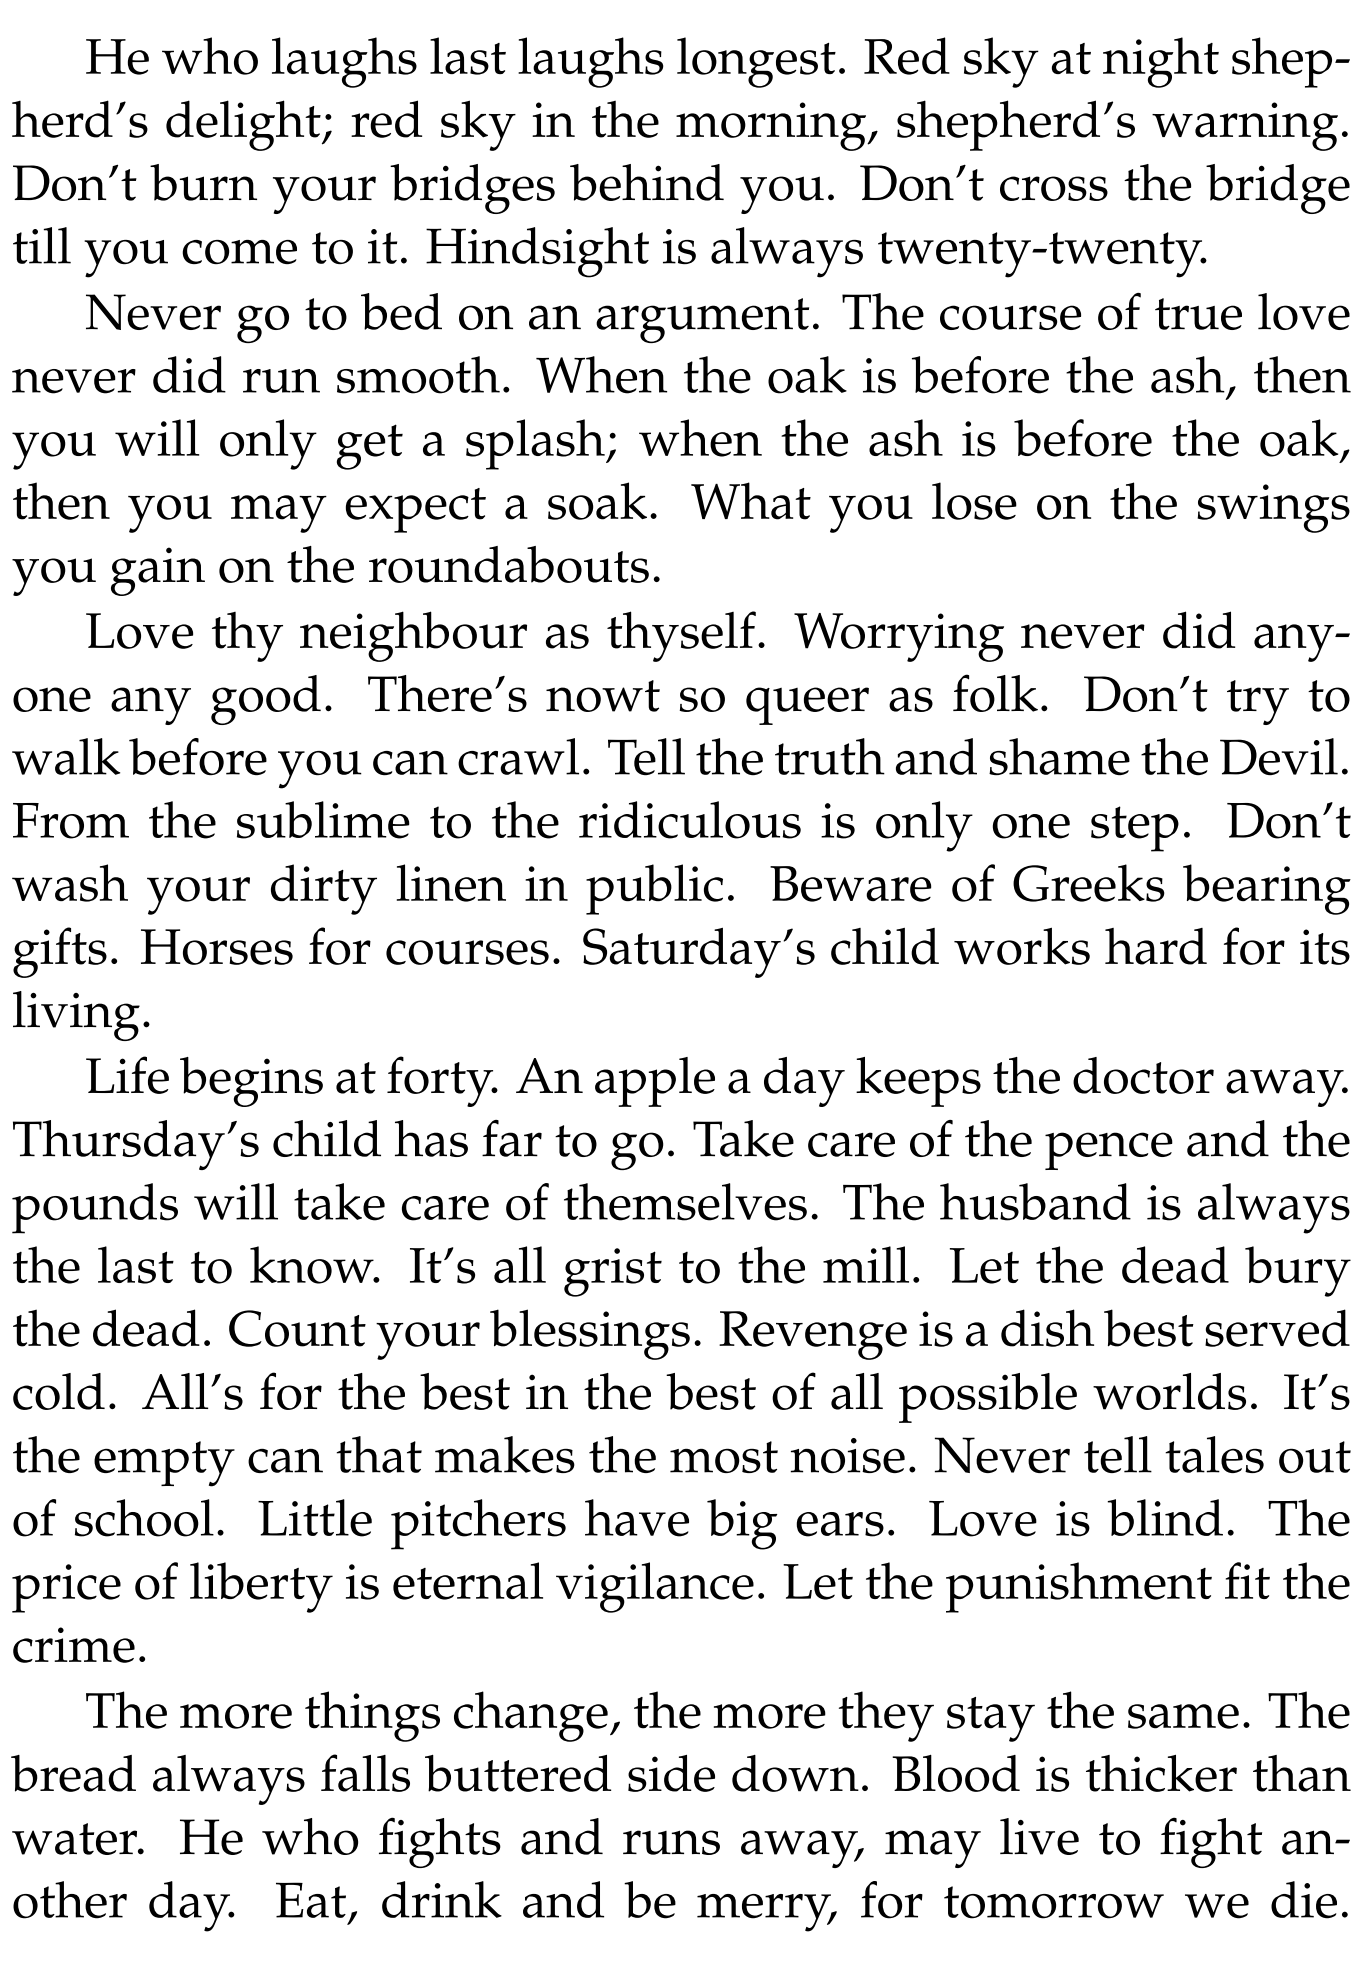 He who laughs last laughs longest. Red sky at night shep-
herd's delight; red sky in the morning, shepherd's warning.
Don't burn your bridges behind you. Don't cross the bridge
till you come to it. Hindsight is always twenty-twenty.
Never go to bed on an argument. The course of true love
never did run smooth. When the oak is before the ash, then
you will only get a splash; when the ash is before the oak,
then you may expect a soak. What you lose on the swings
you gain on the roundabouts.
Love thy neighbour as thyself. Worrying never did any-
one any good. There's nowt so queer as folk. Don't try to
walk before you can crawl. Tell the truth and shame the Devil.
From the sublime to the ridiculous is only one step. Don't
wash your dirty linen in public. Beware of Greeks bearing
gifts. Horses for courses. Saturday's child works hard for its
living.
Life begins at forty. An apple a day keeps the doctor away.
Thursday's child has far to go. Take care of the pence and the
pounds will take care of themselves. The husband is always
the last to know. It's all grist to the mill. Let the dead bury
the dead. Count your blessings. Revenge is a dish best served
cold. All's for the best in the best of all possible worlds. It's
the empty can that makes the most noise. Never tell tales out
of school. Little pitchers have big ears. Love is blind. The
price of liberty is eternal vigilance. Let the punishment fit the
crime.
The more things change, the more they stay the same. The
bread always falls buttered side down. Blood is thicker than
water. He who fights and runs away, may live to fight an-
other day. Eat, drink and be merry, for tomorrow we die.